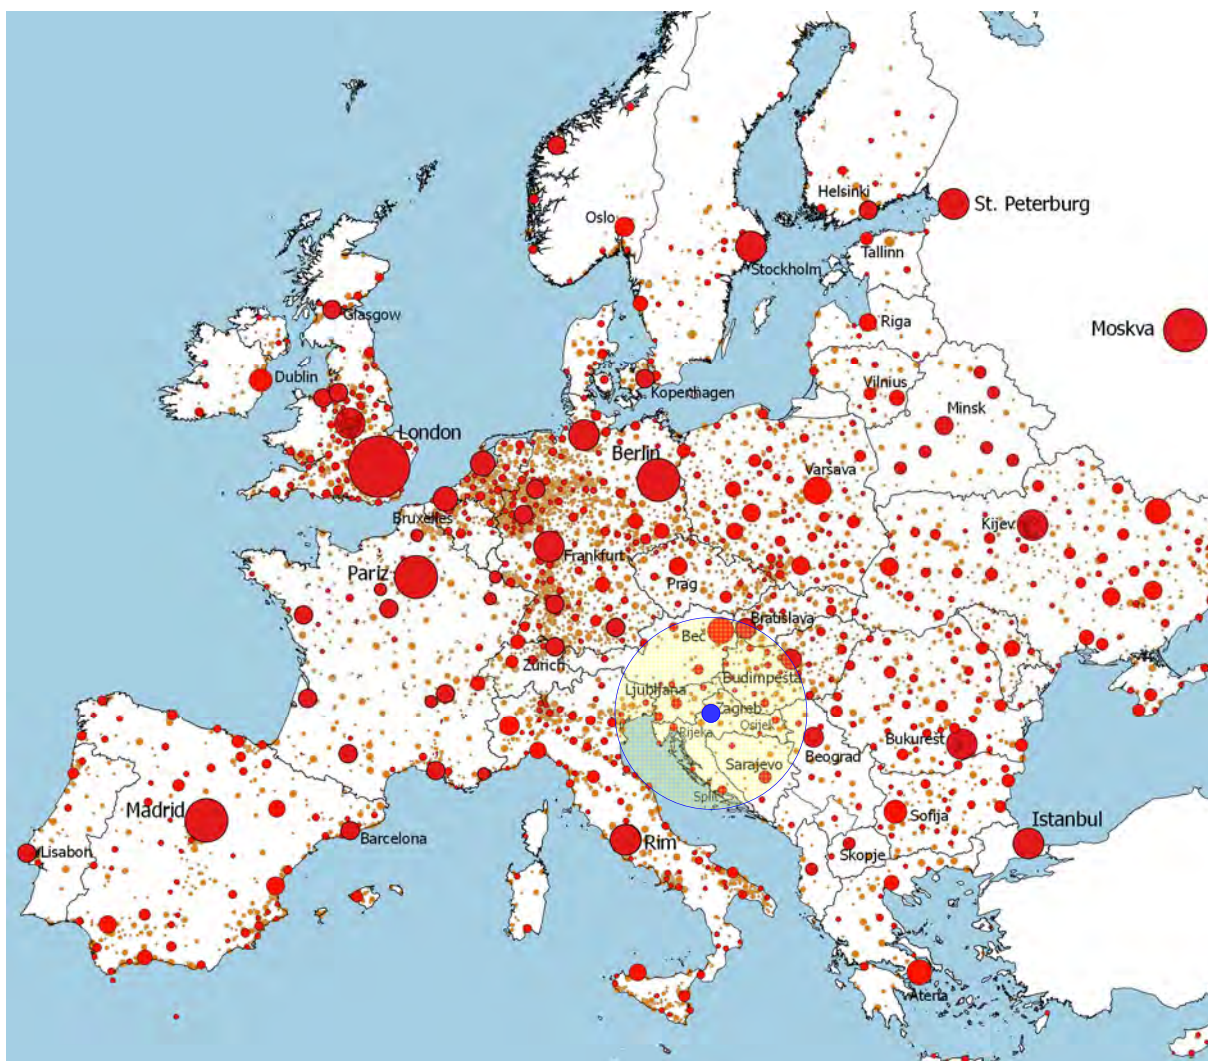 Helsinki
St. Peterburg
Oslo
Tallinn
Stockholm
Glasgow
Riga
Moskva
Dublin
Vilnius
Kopenhagen
Minsk
London
Berlin
Varsava
Bruxelles
Kijev
Frankfurt
Pariz
Prag
Bratislava
Beč
Zurich
Budimpešta
Ljubljana
Zagreb
Osijek
Rijeka
Bukurest
Beograd
Sarajevo
Split
Madrid
Sofija
Istanbul
Barcelona
Rim
Lisabon
Skopje
Atena